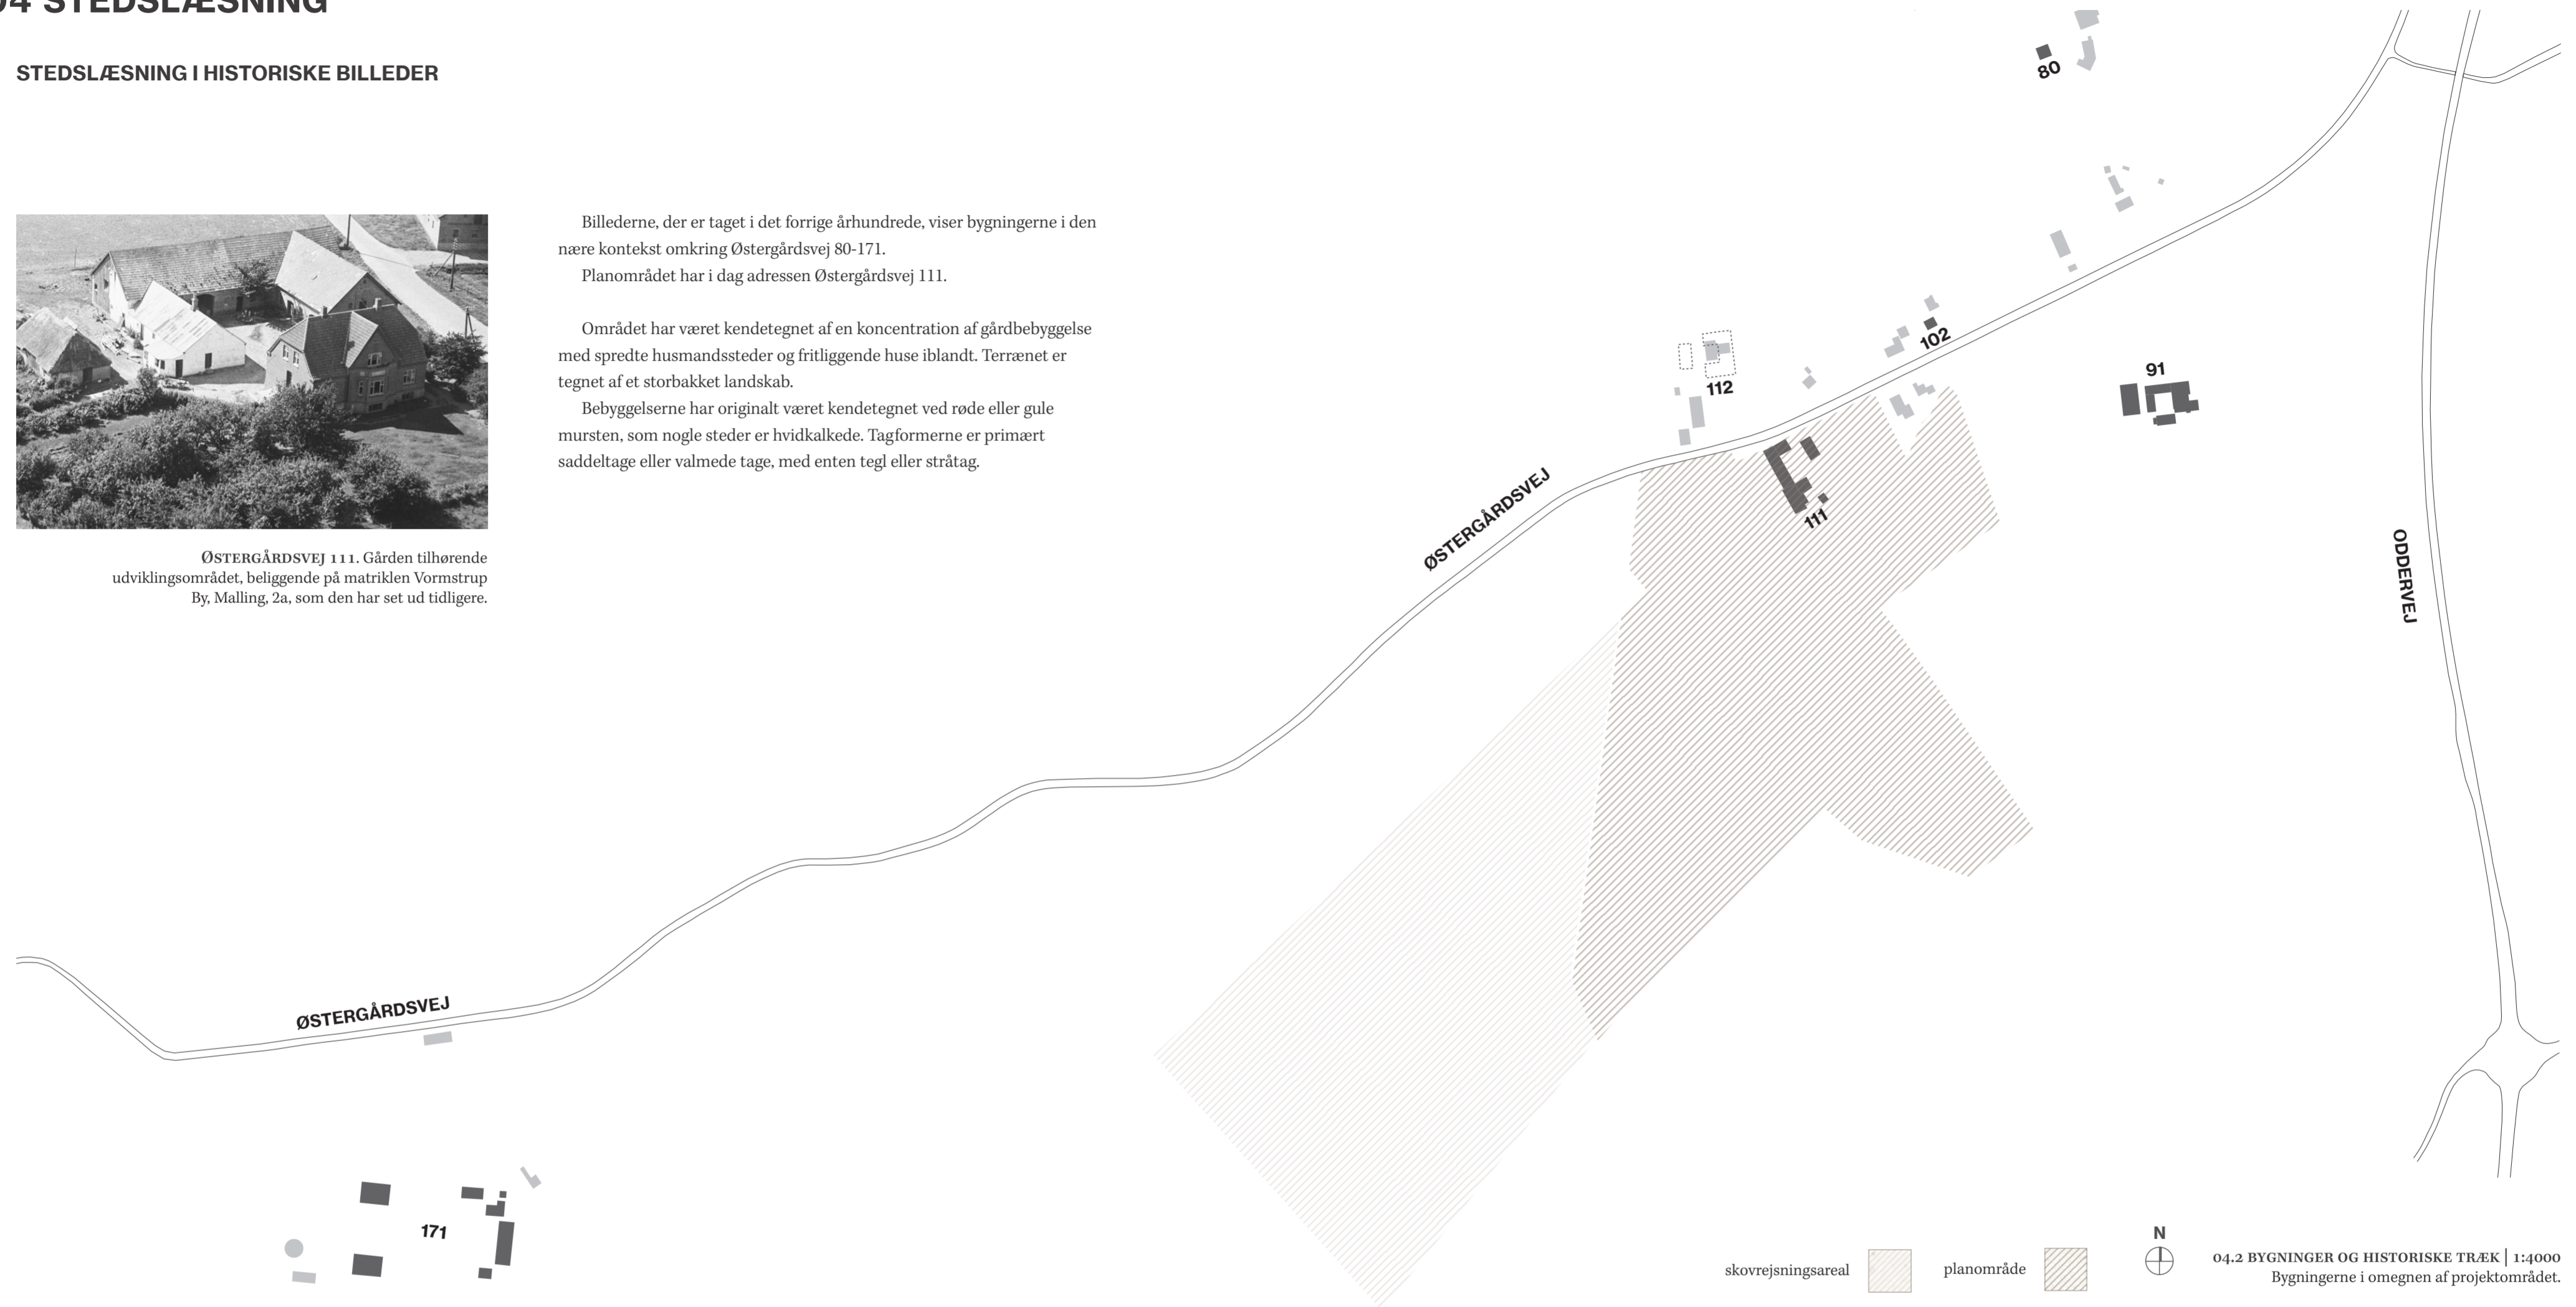 04 STEDSLÆSNING
STEDSLÆSNING I HISTORISKE BILLEDER
Billederne, der er taget i det forrige århundrede, viser bygningerne i den
nære kontekst omkring Østergårdsvej 80-171.
Planområdet har i dag adressen Østergårdsvej 111.
Området har været kendetegnet af en koncentration af gårdbebyggelse
med spredte husmandssteder og fritliggende huse iblandt. Terrænet er
tegnet af et storbakket landskab.
Bebyggelserne har originalt været kendetegnet ved røde eller gule
mursten, som nogle steder er hvidkalkede. Tagformerne er primært
saddeltage eller valmede tage, med enten tegl eller stråtag.
ØSTERGÅRDSVEJ 111. Gården tilhørende
udviklingsområdet, beliggende på matriklen Vormstrup
By, Malling, 2a, som den har set ud tidligere.
80
102
91
112
111
ØSTERGÅRDSVEJ
ODDERVEJ
ØSTERGÅRDSVEJ
171
skovrejsningsareal
planområde
N
04.2 BYGNINGER OG HISTORISKE TRÆK | 1:4000
Bygningerne i omegnen af projektområdet.